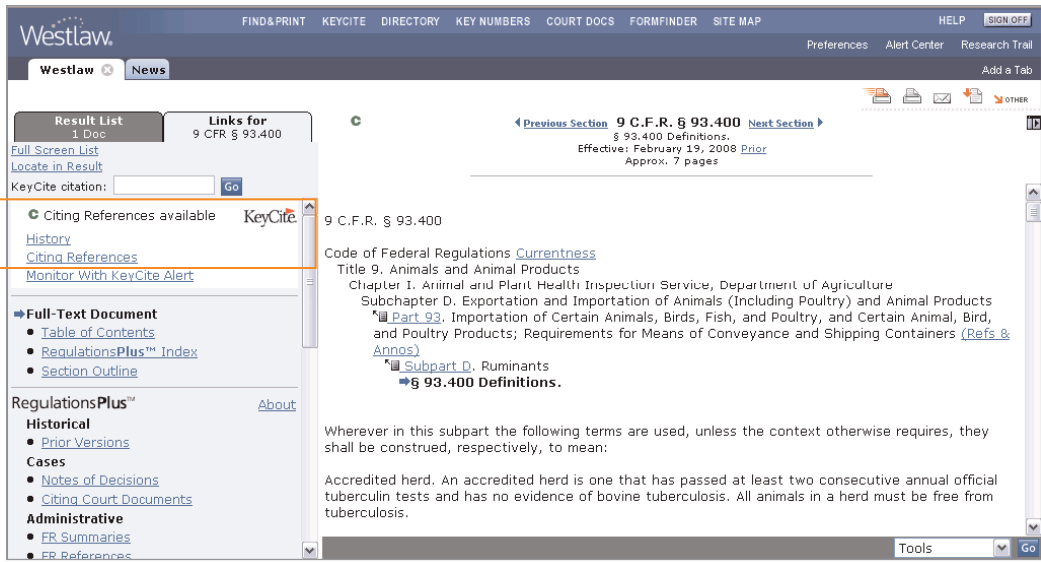 Westlaw.
FIND&PRINT KEYCITE DIRECTORY KEY NUMBERS COURT DOCS FORMFINDER SITE MAP
HELP SIGN OFF
Preferences Alert Center Research Trail
Westlaw News
Add a Tab
OTHER
Result List
1 Doc
Links for
9 CFR § 93.400
Full Screen List
Locate in Result
KeyCite citation: Go
C Citing References available KeyCite.
History
Citing References
Monitor With KeyCite Alert
Full-Text Document
• Table of Contents
• RegulationsPlus™ Index
• Section Outline
RegulationsPlus™ About
Historical
• Prior Versions
Cases
• Notes of Decisions
• Citing Court Documents
Administrative
• FR Summaries
• FR References
C
Previous Section 9 C.F.R. § 93.400 Next Section
§ 93.400 Definitions.
Effective: February 19, 2008 Prior
Approx. 7 pages
9 C.F.R. § 93.400
Code of Federal Regulations Currentness
Title 9. Animals and Animal Products
Chapter I. Animal and Plant Health Inspection Service, Department of Agriculture
Subchapter D. Exportation and Importation of Animals (Including Poultry) and Animal Products
Part 93. Importation of Certain Animals, Birds, Fish, and Poultry, and Certain Animal, Bird,
and Poultry Products; Requirements for Means of Conveyance and Shipping Containers (Refs &
Annos)
Subpart D. Ruminants
§ 93.400 Definitions.
Wherever in this subpart the following terms are used, unless the context otherwise requires, they
shall be construed, respectively, to mean:
Accredited herd. An accredited herd is one that has passed at least two consecutive annual official
tuberculin tests and has no evidence of bovine tuberculosis. All animals in a herd must be free from
tuberculosis.
Tools Go